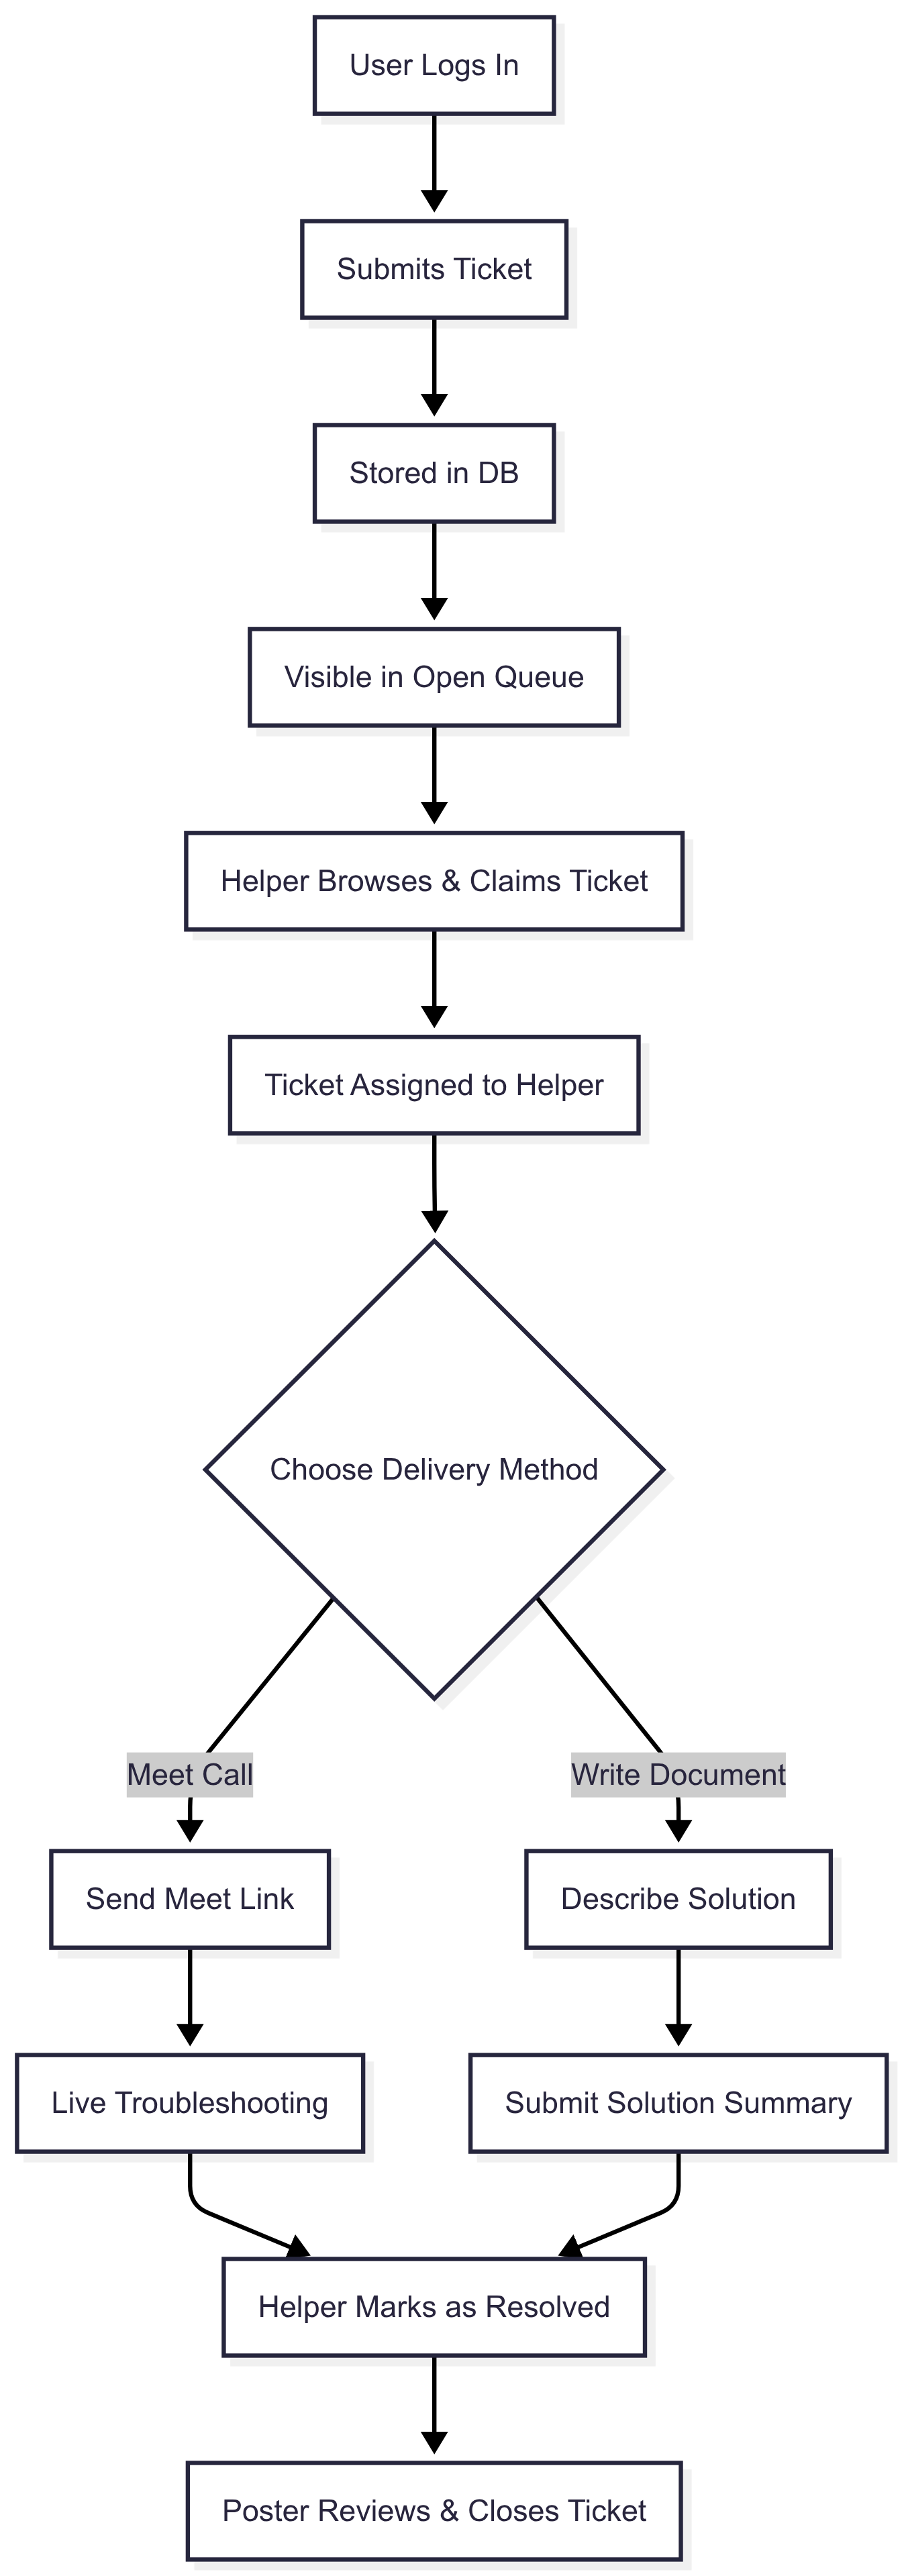 User Logs In
Submits Ticket
Stored in DB
Visible in Open Queue
Helper Browses & Claims Ticket
Ticket Assigned to Helper
Choose Delivery Method
Meet Call
Write Document
Send Meet Link
Describe Solution
Live Troubleshooting
Submit Solution Summary
Helper Marks as Resolved
Poster Reviews & Closes Ticket